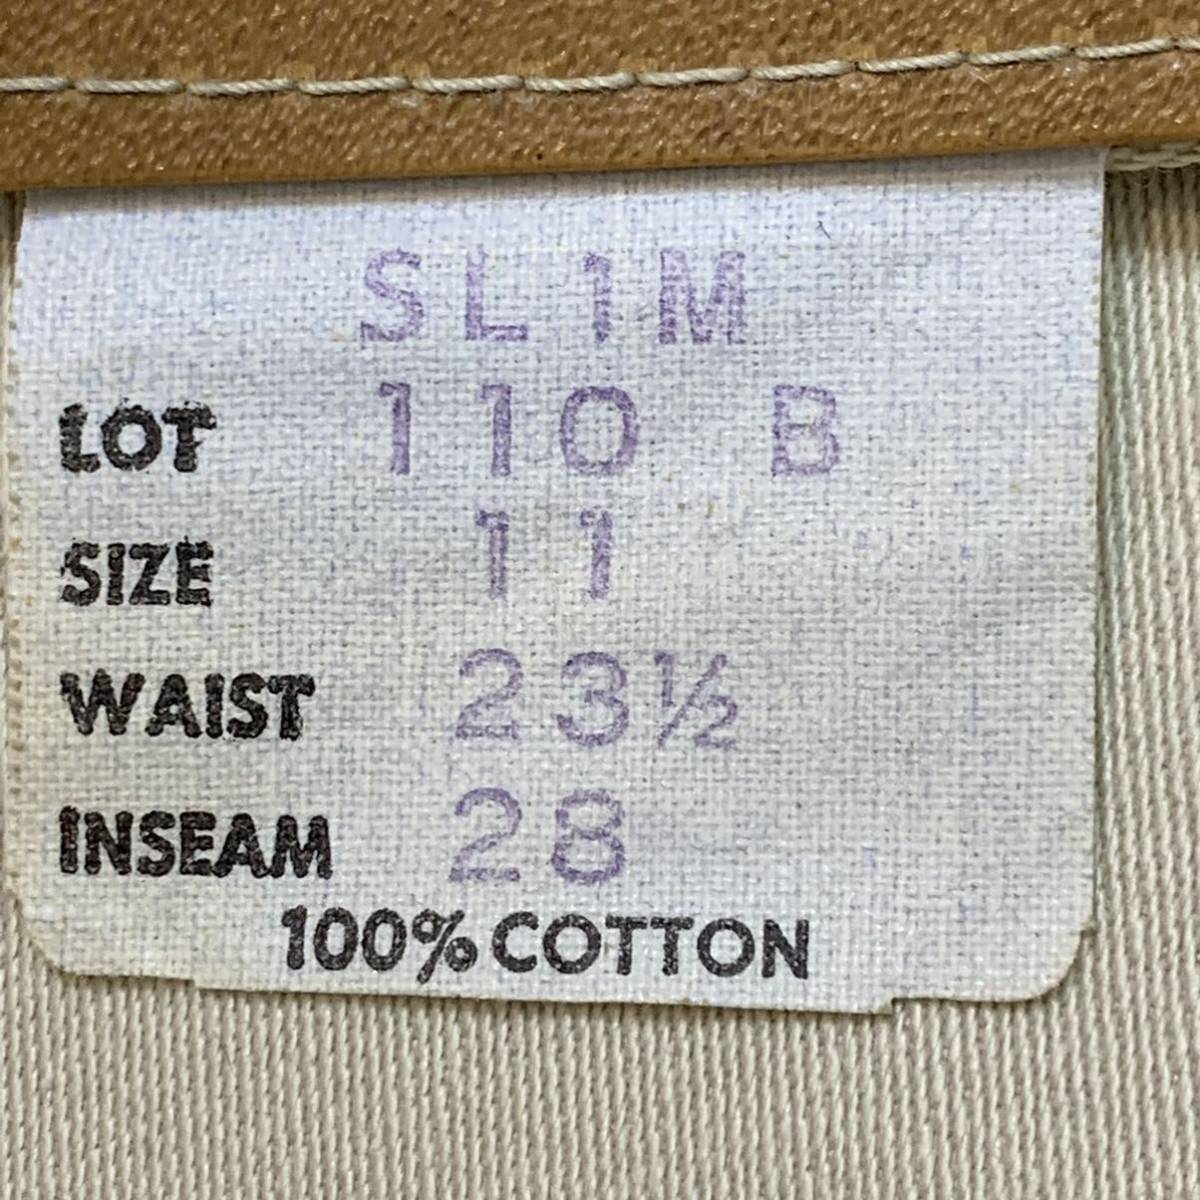 SL1M
LOT 110 B
SIZE 11
WAIST 23½
INSEAM 28
100% COTTON